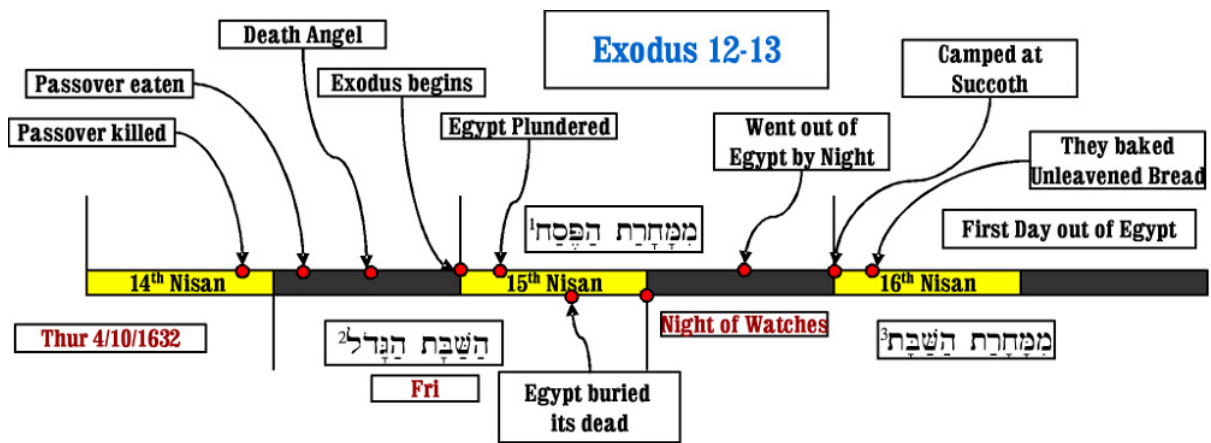 Exodus 12-13
Death Angel
Passover eaten
Passover killed
Exodus begins
Egypt Plundered
Went out of
Egypt by Night
Camped at
Succoth
They baked
Unleavened Bread
First Day out of Egypt
מִמָּחֳרַת הַפֶּסַח1
14th Nisan
15th Nisan
16th Nisan
Thur 4/10/1632
הַשַּׁבָּת הַגָּדֹל2
Fri
Night of Watches
מִמָּחֳרַת הַשַּׁבָּת3
Egypt buried
its dead